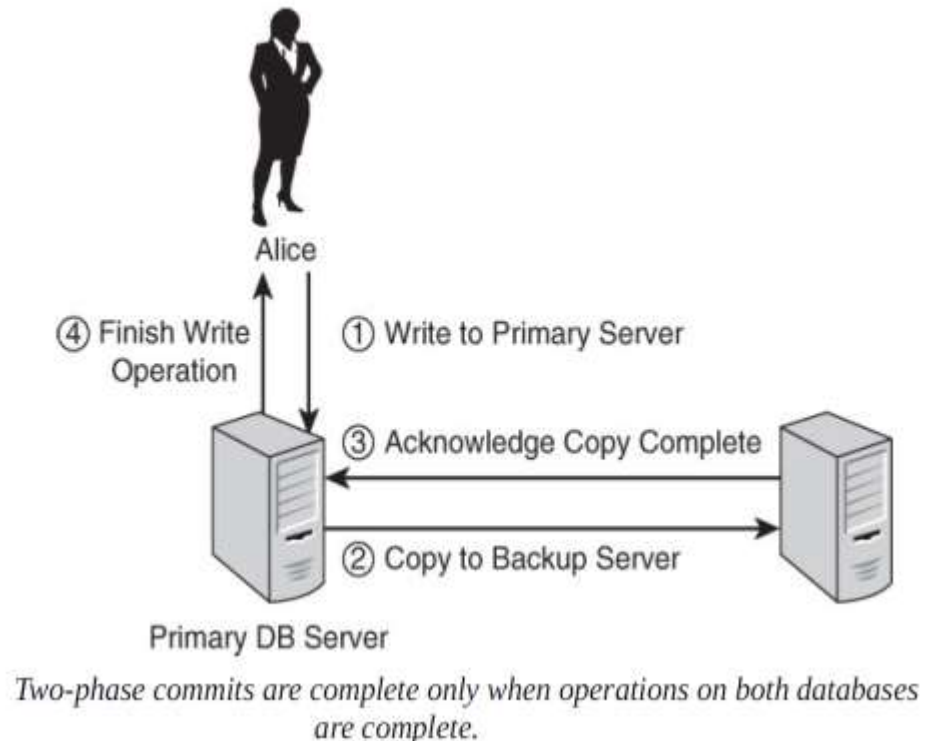 Alice
④ Finish Write
Operation
① Write to Primary Server
③ Acknowledge Copy Complete
② Copy to Backup Server
Primary DB Server
Two-phase commits are complete only when operations on both databases
are complete.